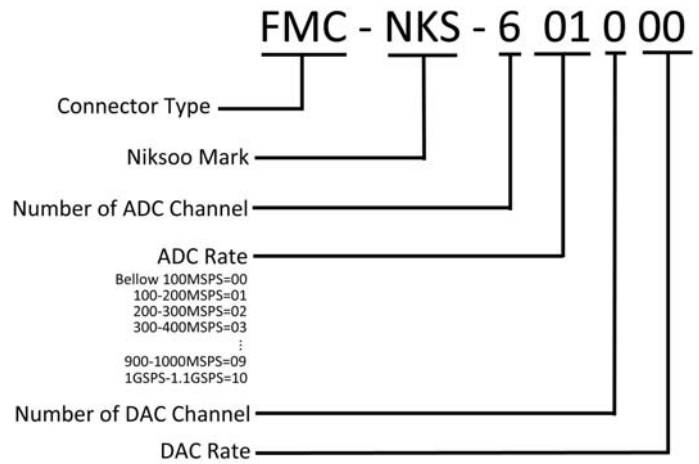 FMC - NKS - 6 01 0 00
Connector Type
Niksoo Mark
Number of ADC Channel
ADC Rate
Bellow 100MSPS=00
100-200MSPS=01
200-300MSPS=02
300-400MSPS=03
⋮
900-1000MSPS=09
1GSPS-1.1GSPS=10
Number of DAC Channel
DAC Rate